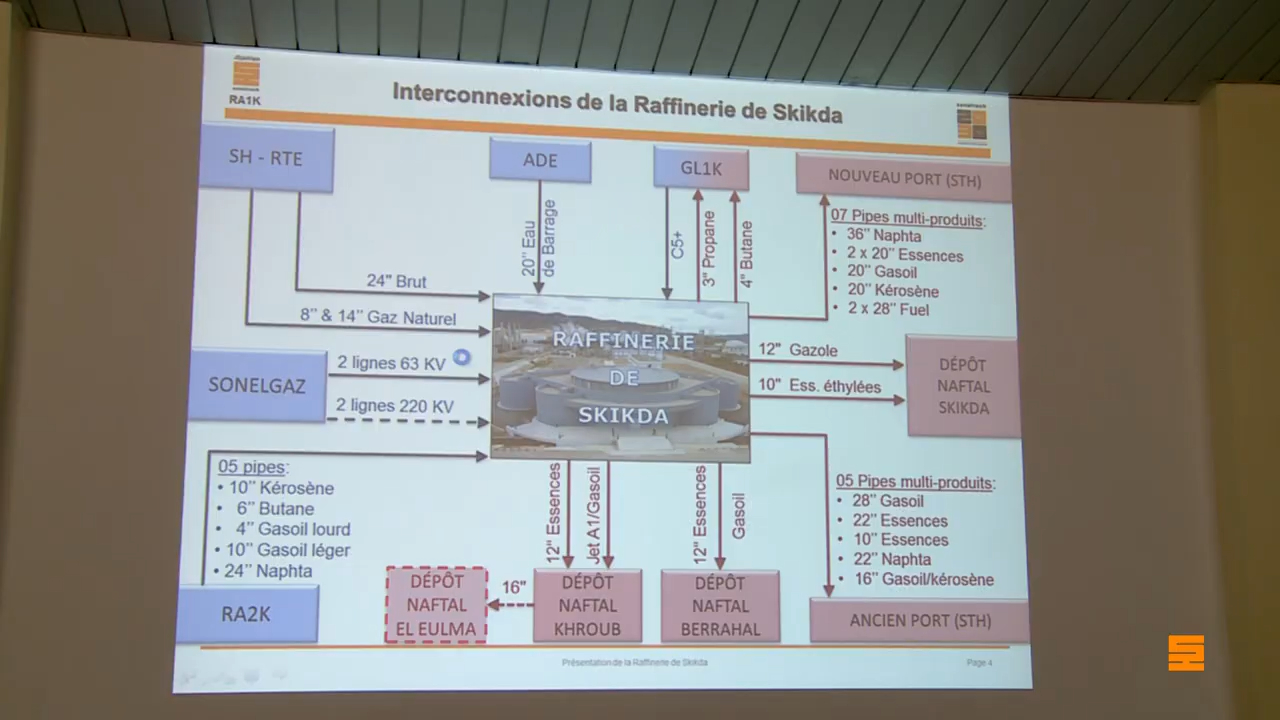 RA1K
Interconnexions de la Raffinerie de Skikda
sonatrach
SH - RTE
ADE
GL1K
NOUVEAU PORT (STH)
20’’ Eau
de Barrage
C5+
3" Propane
4" Butane
07 Pipes multi-produits:
• 36’’ Naphta
• 2 x 20’’ Essences
• 20’’ Gasoil
• 20’’ Kérosène
• 2 x 28’’ Fuel
24" Brut
8’’ & 14’’ Gaz Naturel
RAFFINERIE
DE
SKIKDA
SONELGAZ
2 lignes 63 KV
2 lignes 220 KV
12" Gazole
10" Ess. éthylées
DÉPÔT
NAFTAL
SKIKDA
05 pipes:
• 10’’ Kérosène
• 6’’ Butane
• 4’’ Gasoil lourd
• 10’’ Gasoil léger
• 24’’ Naphta
RA2K
12" Essences
Jet A1/Gasoil
12" Essences
Gasoil
05 Pipes multi-produits:
• 28’’ Gasoil
• 22’’ Essences
• 10’’ Essences
• 22’’ Naphta
• 16’’ Gasoil/kérosène
DÉPÔT
NAFTAL
EL EULMA
16"
DÉPÔT
NAFTAL
KHROUB
DÉPÔT
NAFTAL
BERRAHAL
ANCIEN PORT (STH)
Présentation de la Raffinerie de Skikda
Page 4